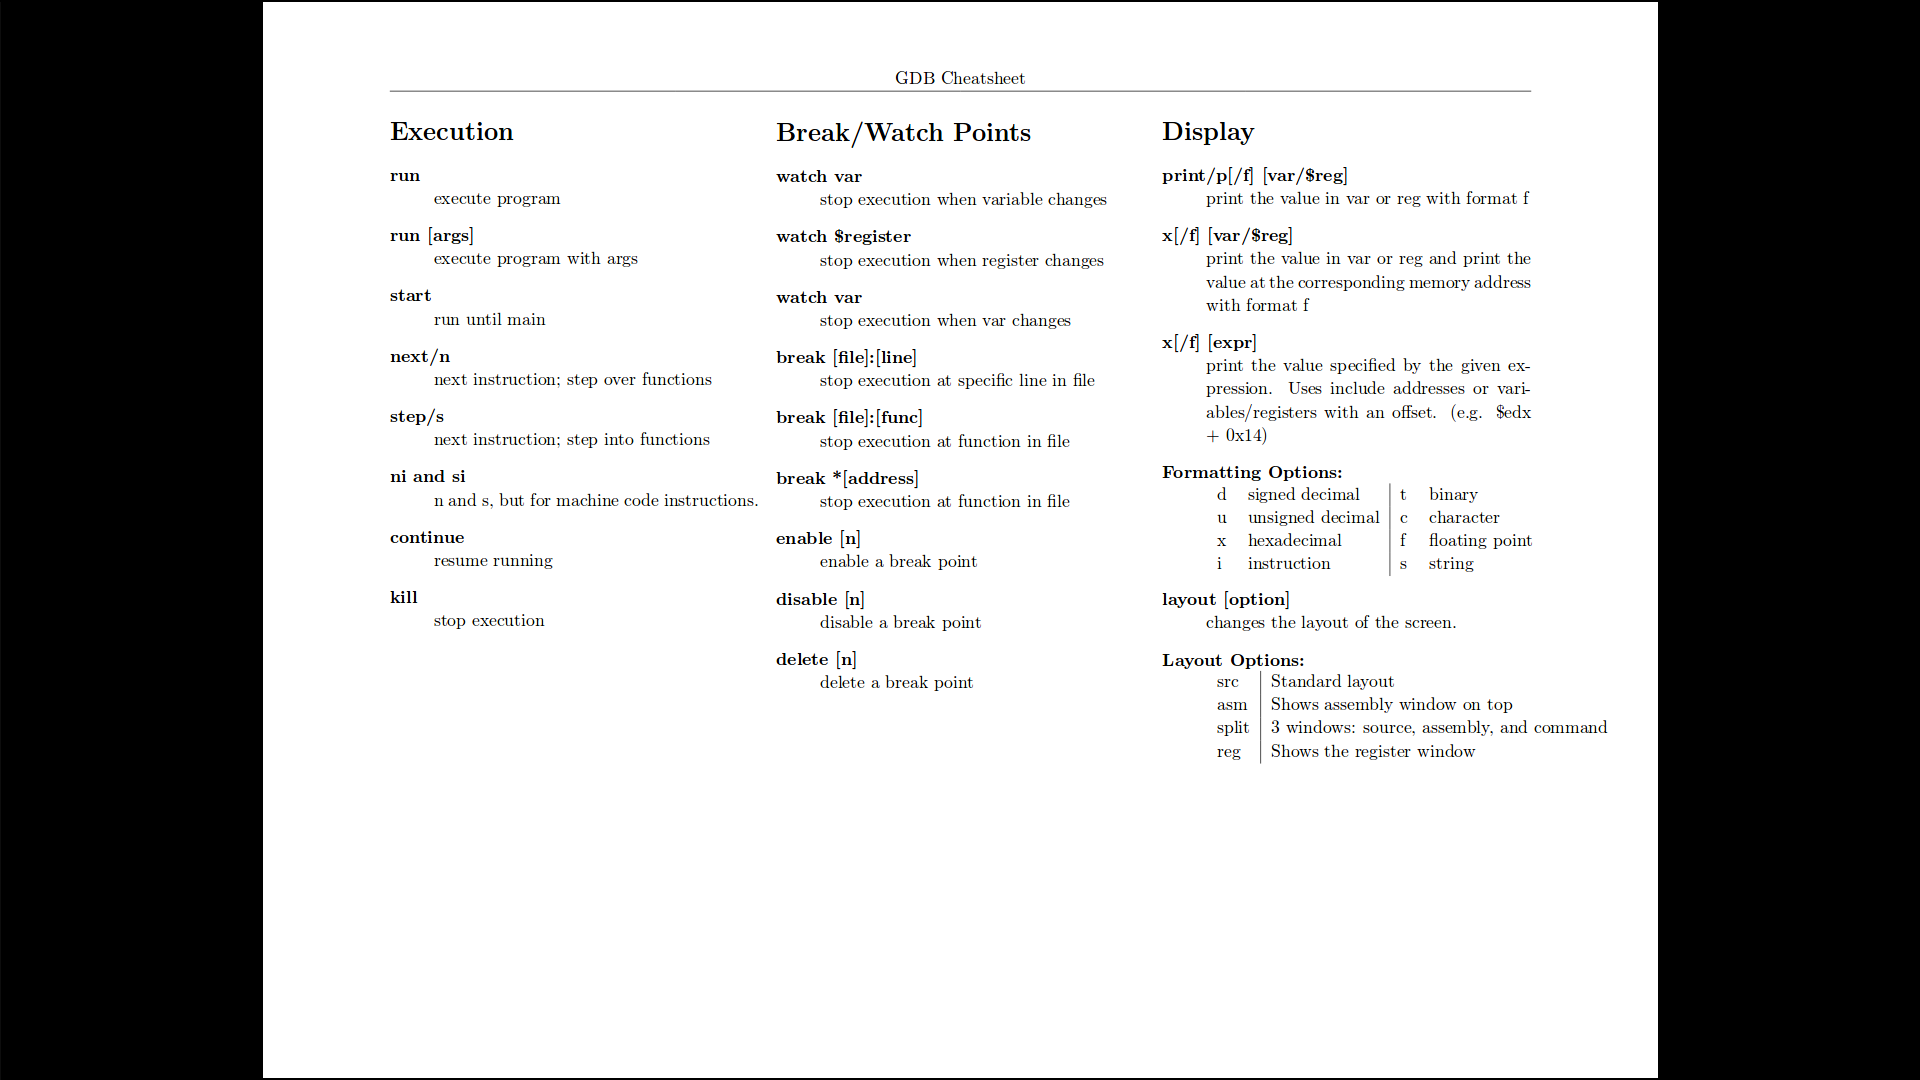 GDB Cheatsheet
Execution
run
execute program
run [args]
execute program with args
start
run until main
next/n
next instruction; step over functions
step/s
next instruction; step into functions
ni and si
n and s, but for machine code instructions.
continue
resume running
kill
stop execution
Break/Watch Points
watch var
stop execution when variable changes
watch $register
stop execution when register changes
watch var
stop execution when var changes
break [file]:[line]
stop execution at specific line in file
break [file]:[func]
stop execution at function in file
break *[address]
stop execution at function in file
enable [n]
enable a break point
disable [n]
disable a break point
delete [n]
delete a break point
Display
print/p[/f] [var/$reg]
print the value in var or reg with format f
x[/f] [var/$reg]
print the value in var or reg and print the
value at the corresponding memory address
with format f
x[/f] [expr]
print the value specified by the given ex-
pression. Uses include addresses or vari-
ables/registers with an offset. (e.g. $edx
+ 0x14)
Formatting Options:
d signed decimal t binary
u unsigned decimal c character
x hexadecimal f floating point
i instruction s string
layout [option]
changes the layout of the screen.
Layout Options:
src Standard layout
asm Shows assembly window on top
split 3 windows: source, assembly, and command
reg Shows the register window